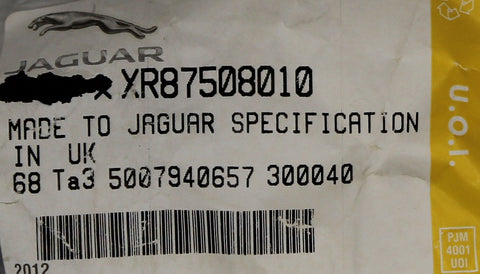 JAGUAR
XR87508010
MADE TO JAGUAR SPECIFICATION
IN UK
68 Ta3 5007940657 300040
2012
u.o.i.
PJM
4001
UOI